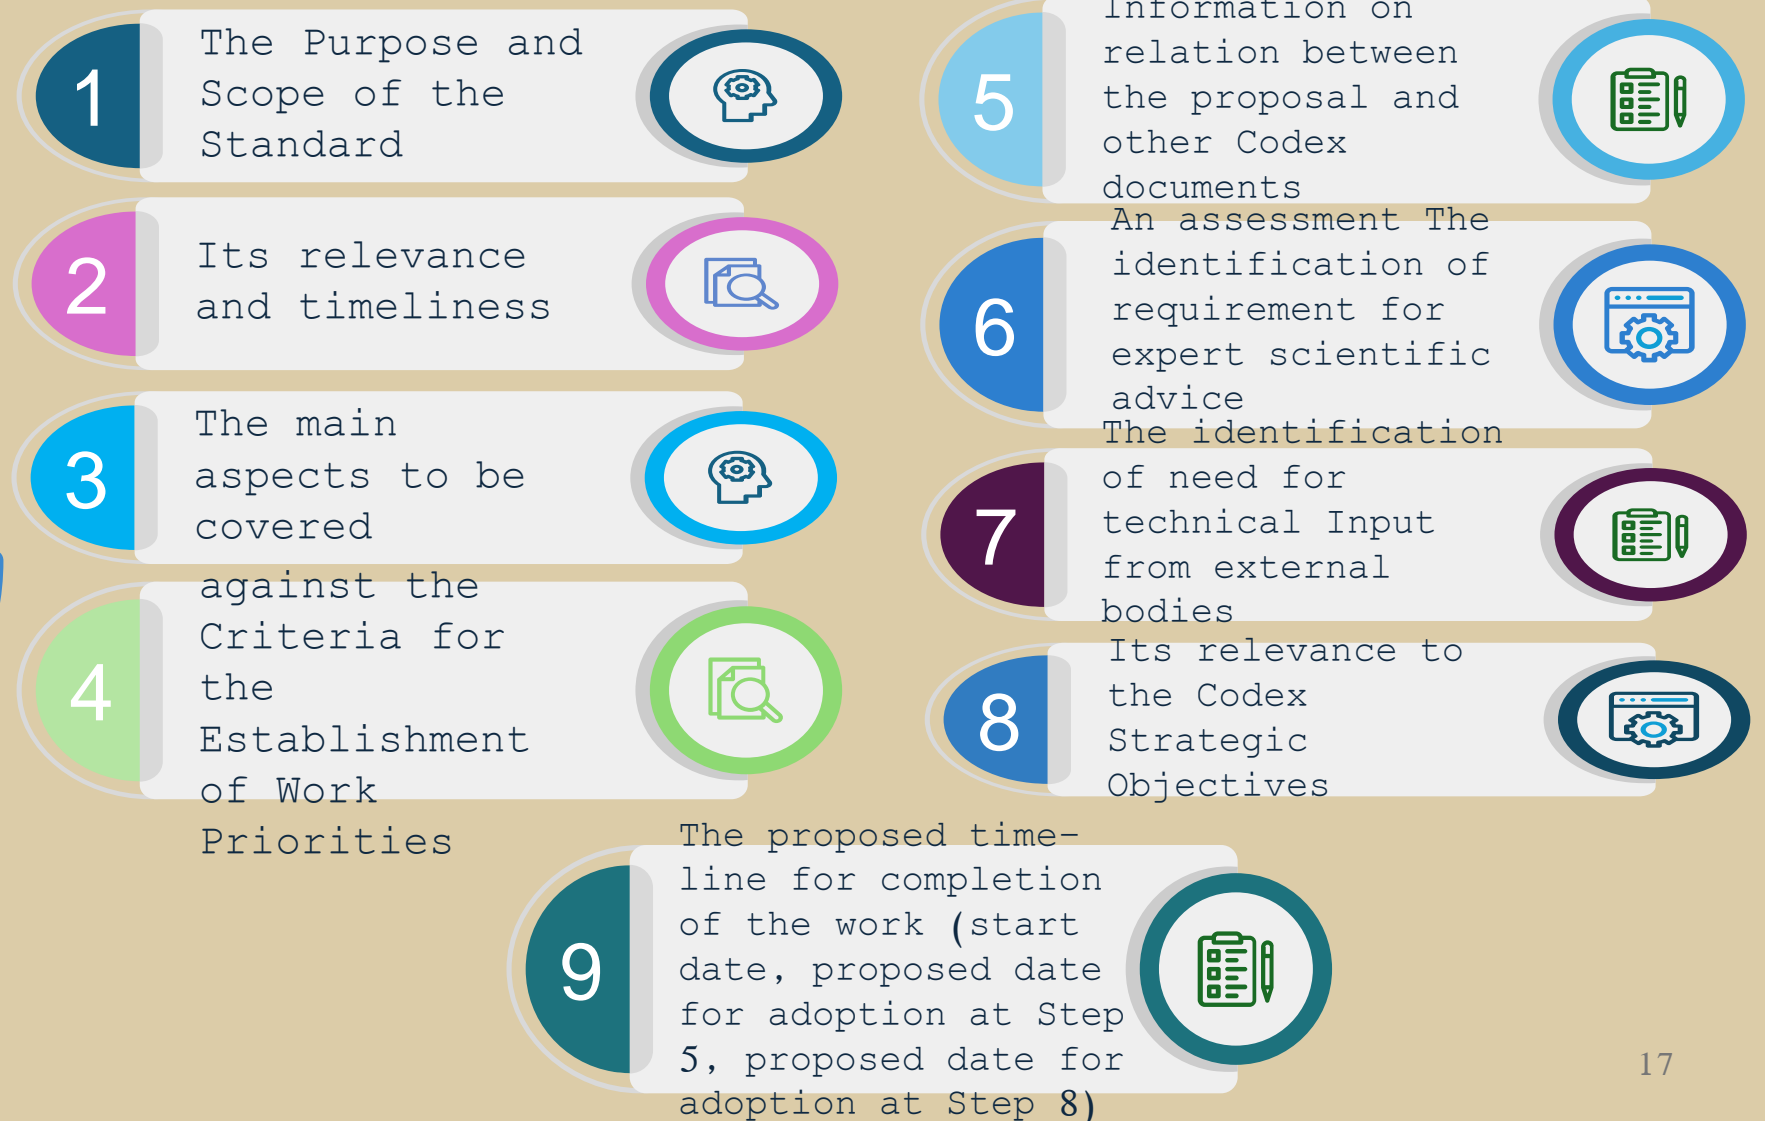 1
The Purpose and
Scope of the
Standard
2
Its relevance
and timeliness
3
The main
aspects to be
covered
4
against the
Criteria for
the
Establishment
of Work
Priorities
5
Information on
relation between
the proposal and
other Codex
documents
6
An assessment The
identification of
requirement for
expert scientific
advice
7
The identification
of need for
technical Input
from external
bodies
8
Its relevance to
the Codex
Strategic
Objectives
9
The proposed time-
line for completion
of the work (start
date, proposed date
for adoption at Step
5, proposed date for
adoption at Step 8)
17